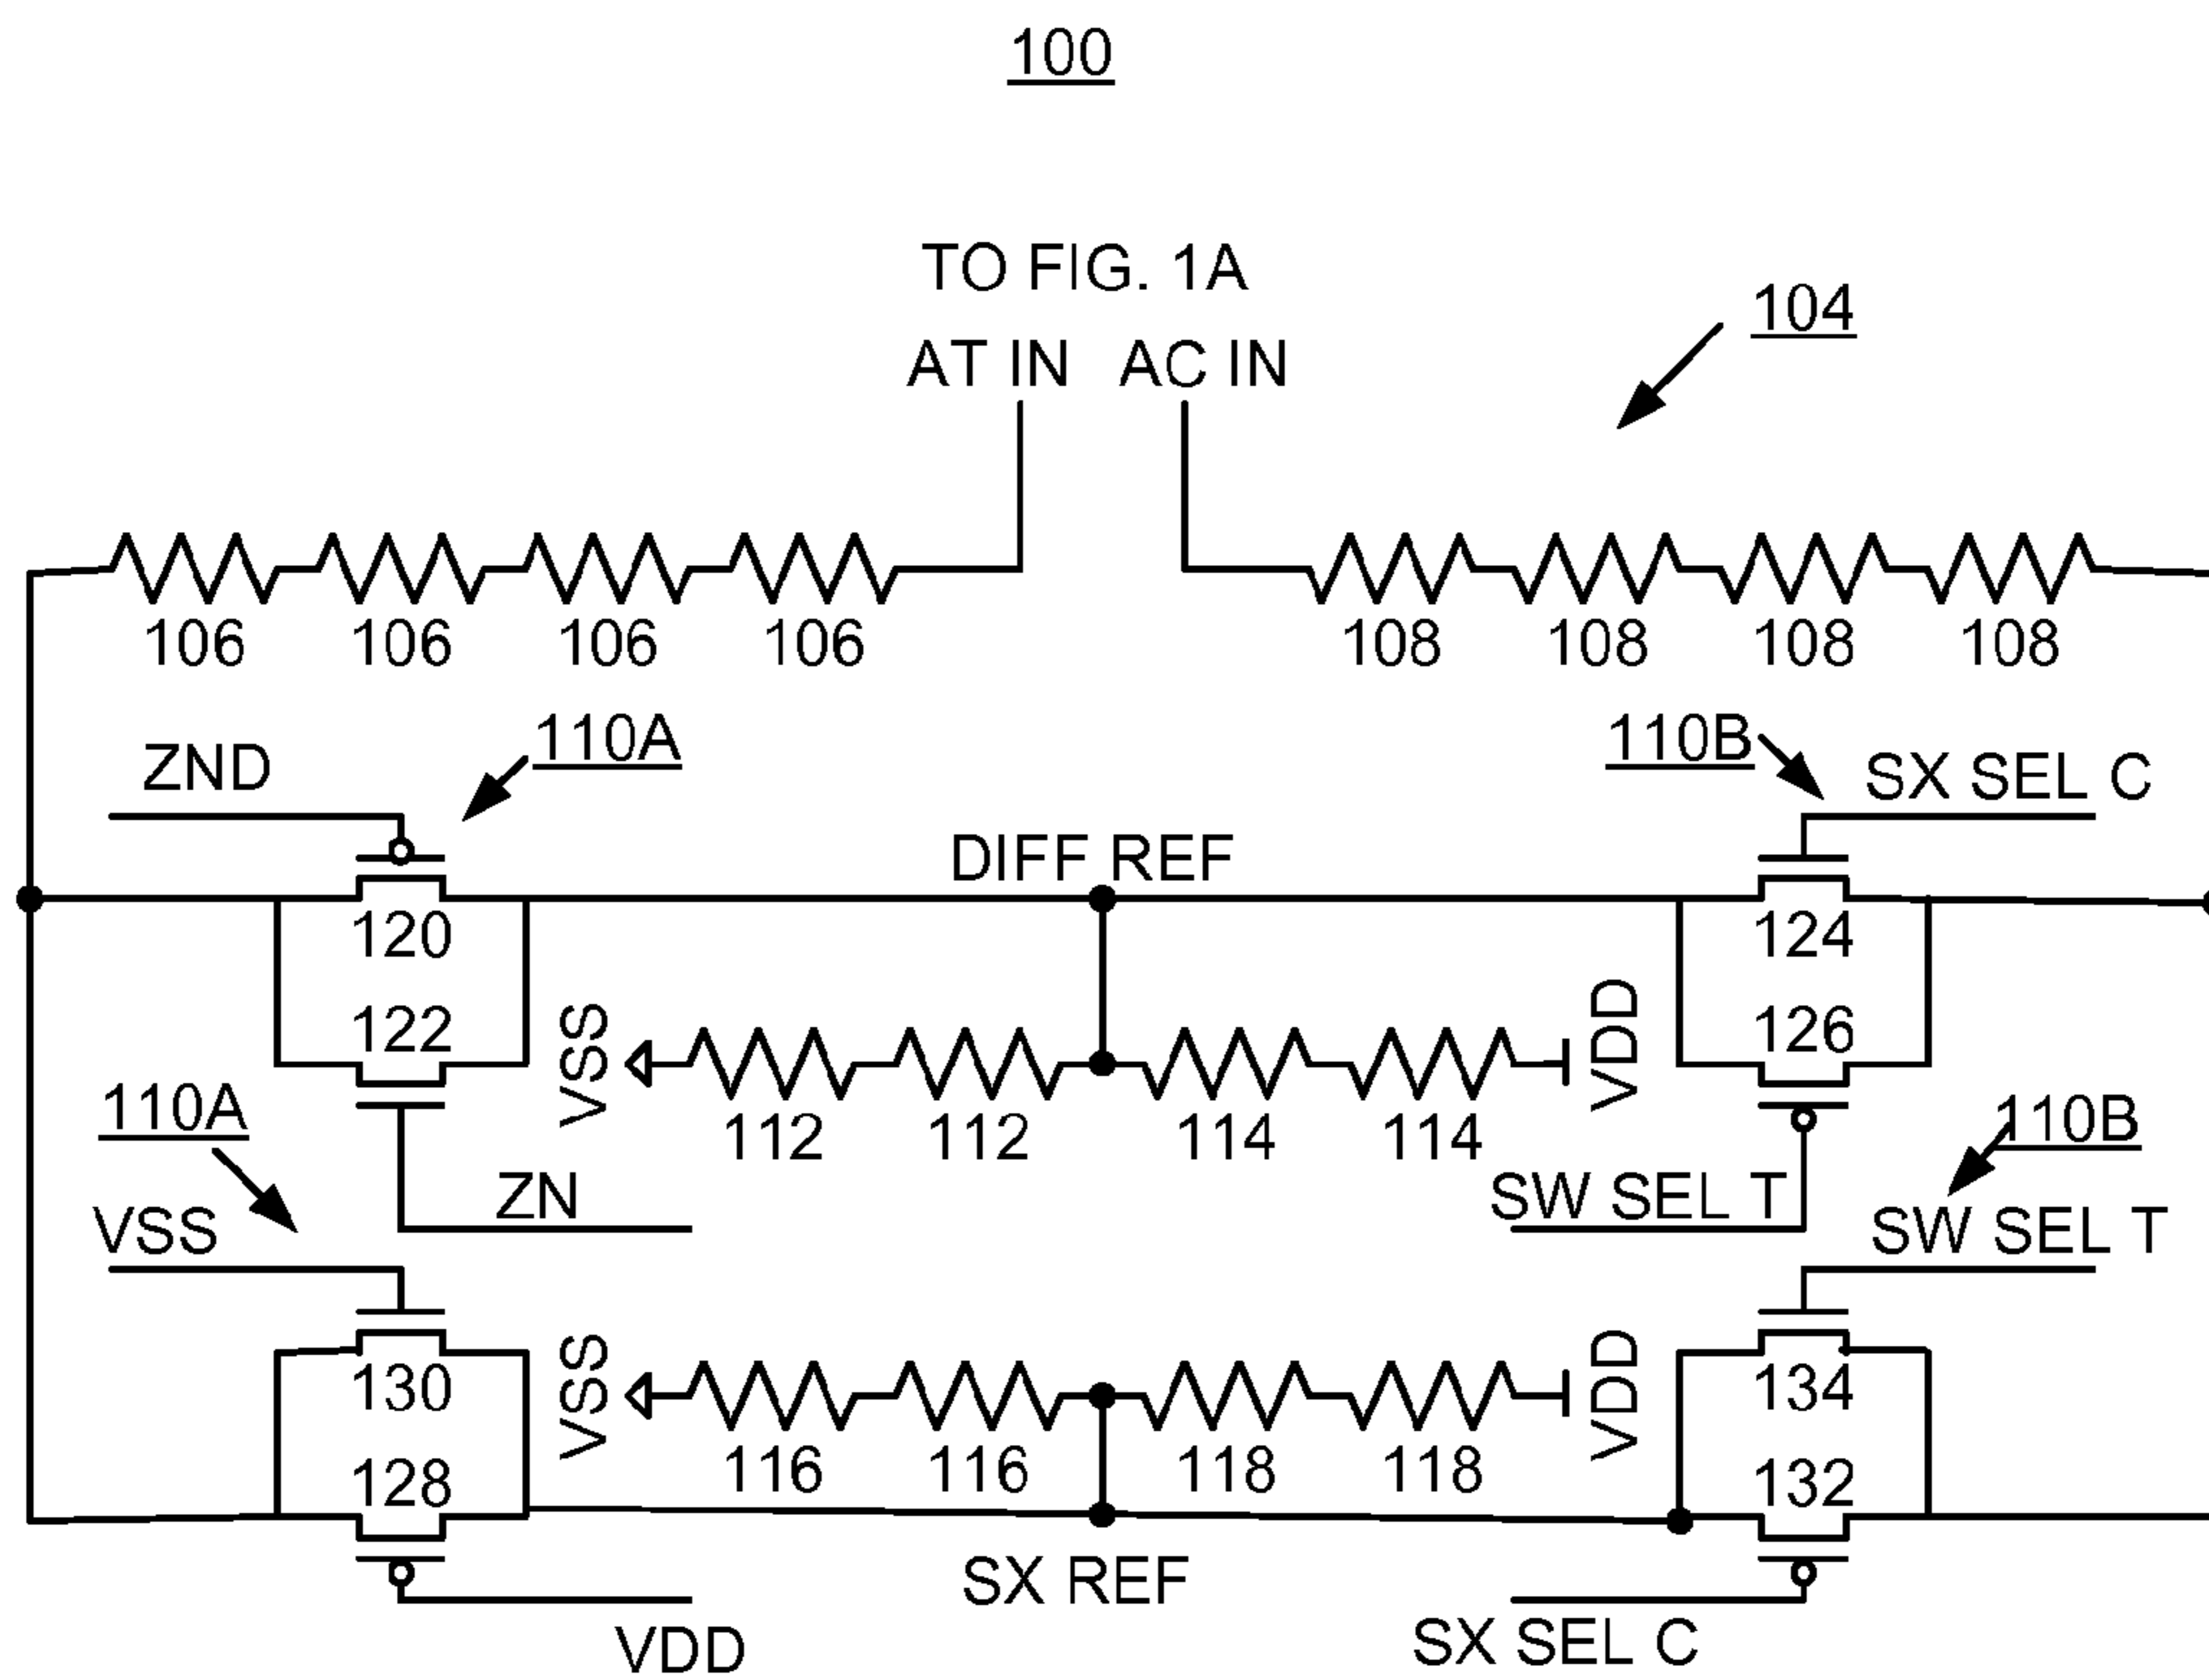 100
TO FIG. 1A
AT IN AC IN
104
106 106 106 106 108 108 108 108
ZND
110A
110B
SX SEL C
DIFF REF
120
124
122
126
VSS
VDD
112 112 114 114
110A
110B
ZN
SW SEL T
VSS
SW SEL T
130
134
VSS
VDD
116 116 118 118
128
132
SX REF
VDD
SX SEL C